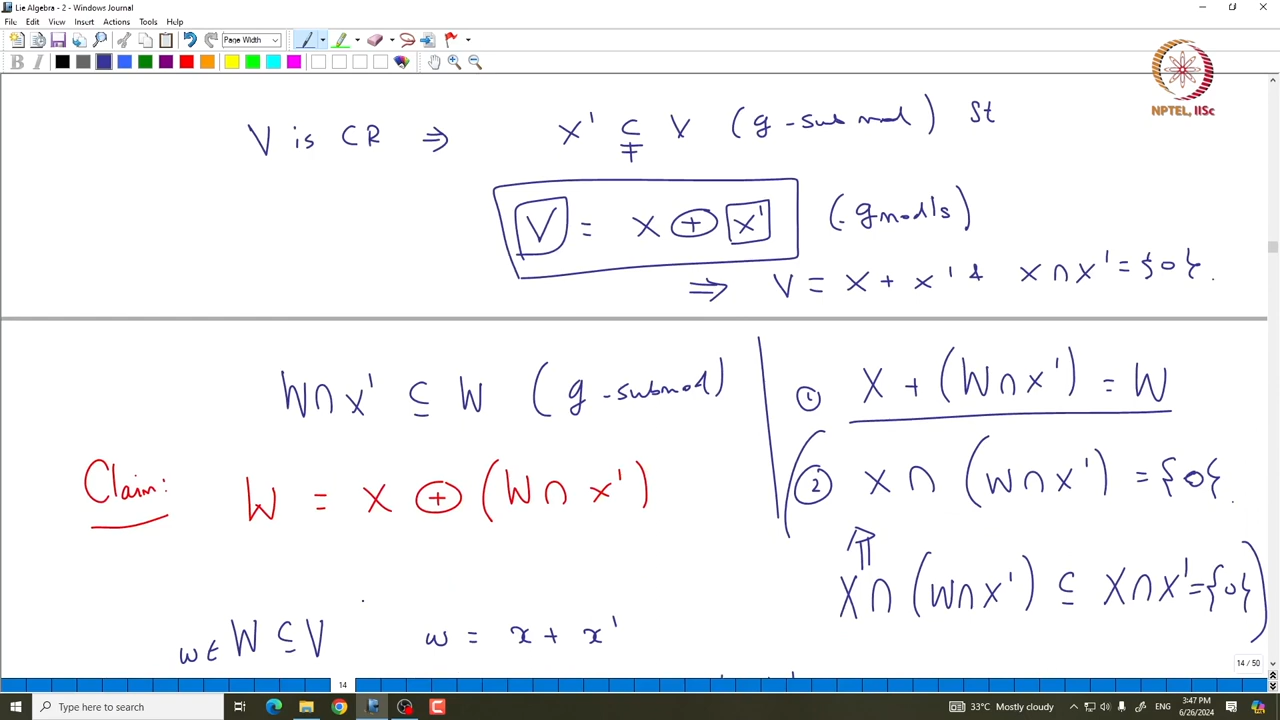 Lie Algebra - 2 - Windows Journal
File Edit View Insert Actions Tools Help
Page Width
B I
NPTEL, IISc
V is CR ⇒ X' ⊊ V (g-submod) st
V = X ⊕ X' (g mod's)
⇒ V = X + X' & X ∩ X' = {0}.
W∩X' ⊆ W (g-submod)
Claim: W = X ⊕ (W ∩ X')
w ∈ W ⊆ V w = x + x'
① X + (W∩X') = W
② X ∩ (W∩X') = {0}.
⇑
X∩(W∩X') ⊆ X∩X' = {0})
14 / 50
14
Type here to search
33°C Mostly cloudy
ENG
3:47 PM
6/26/2024